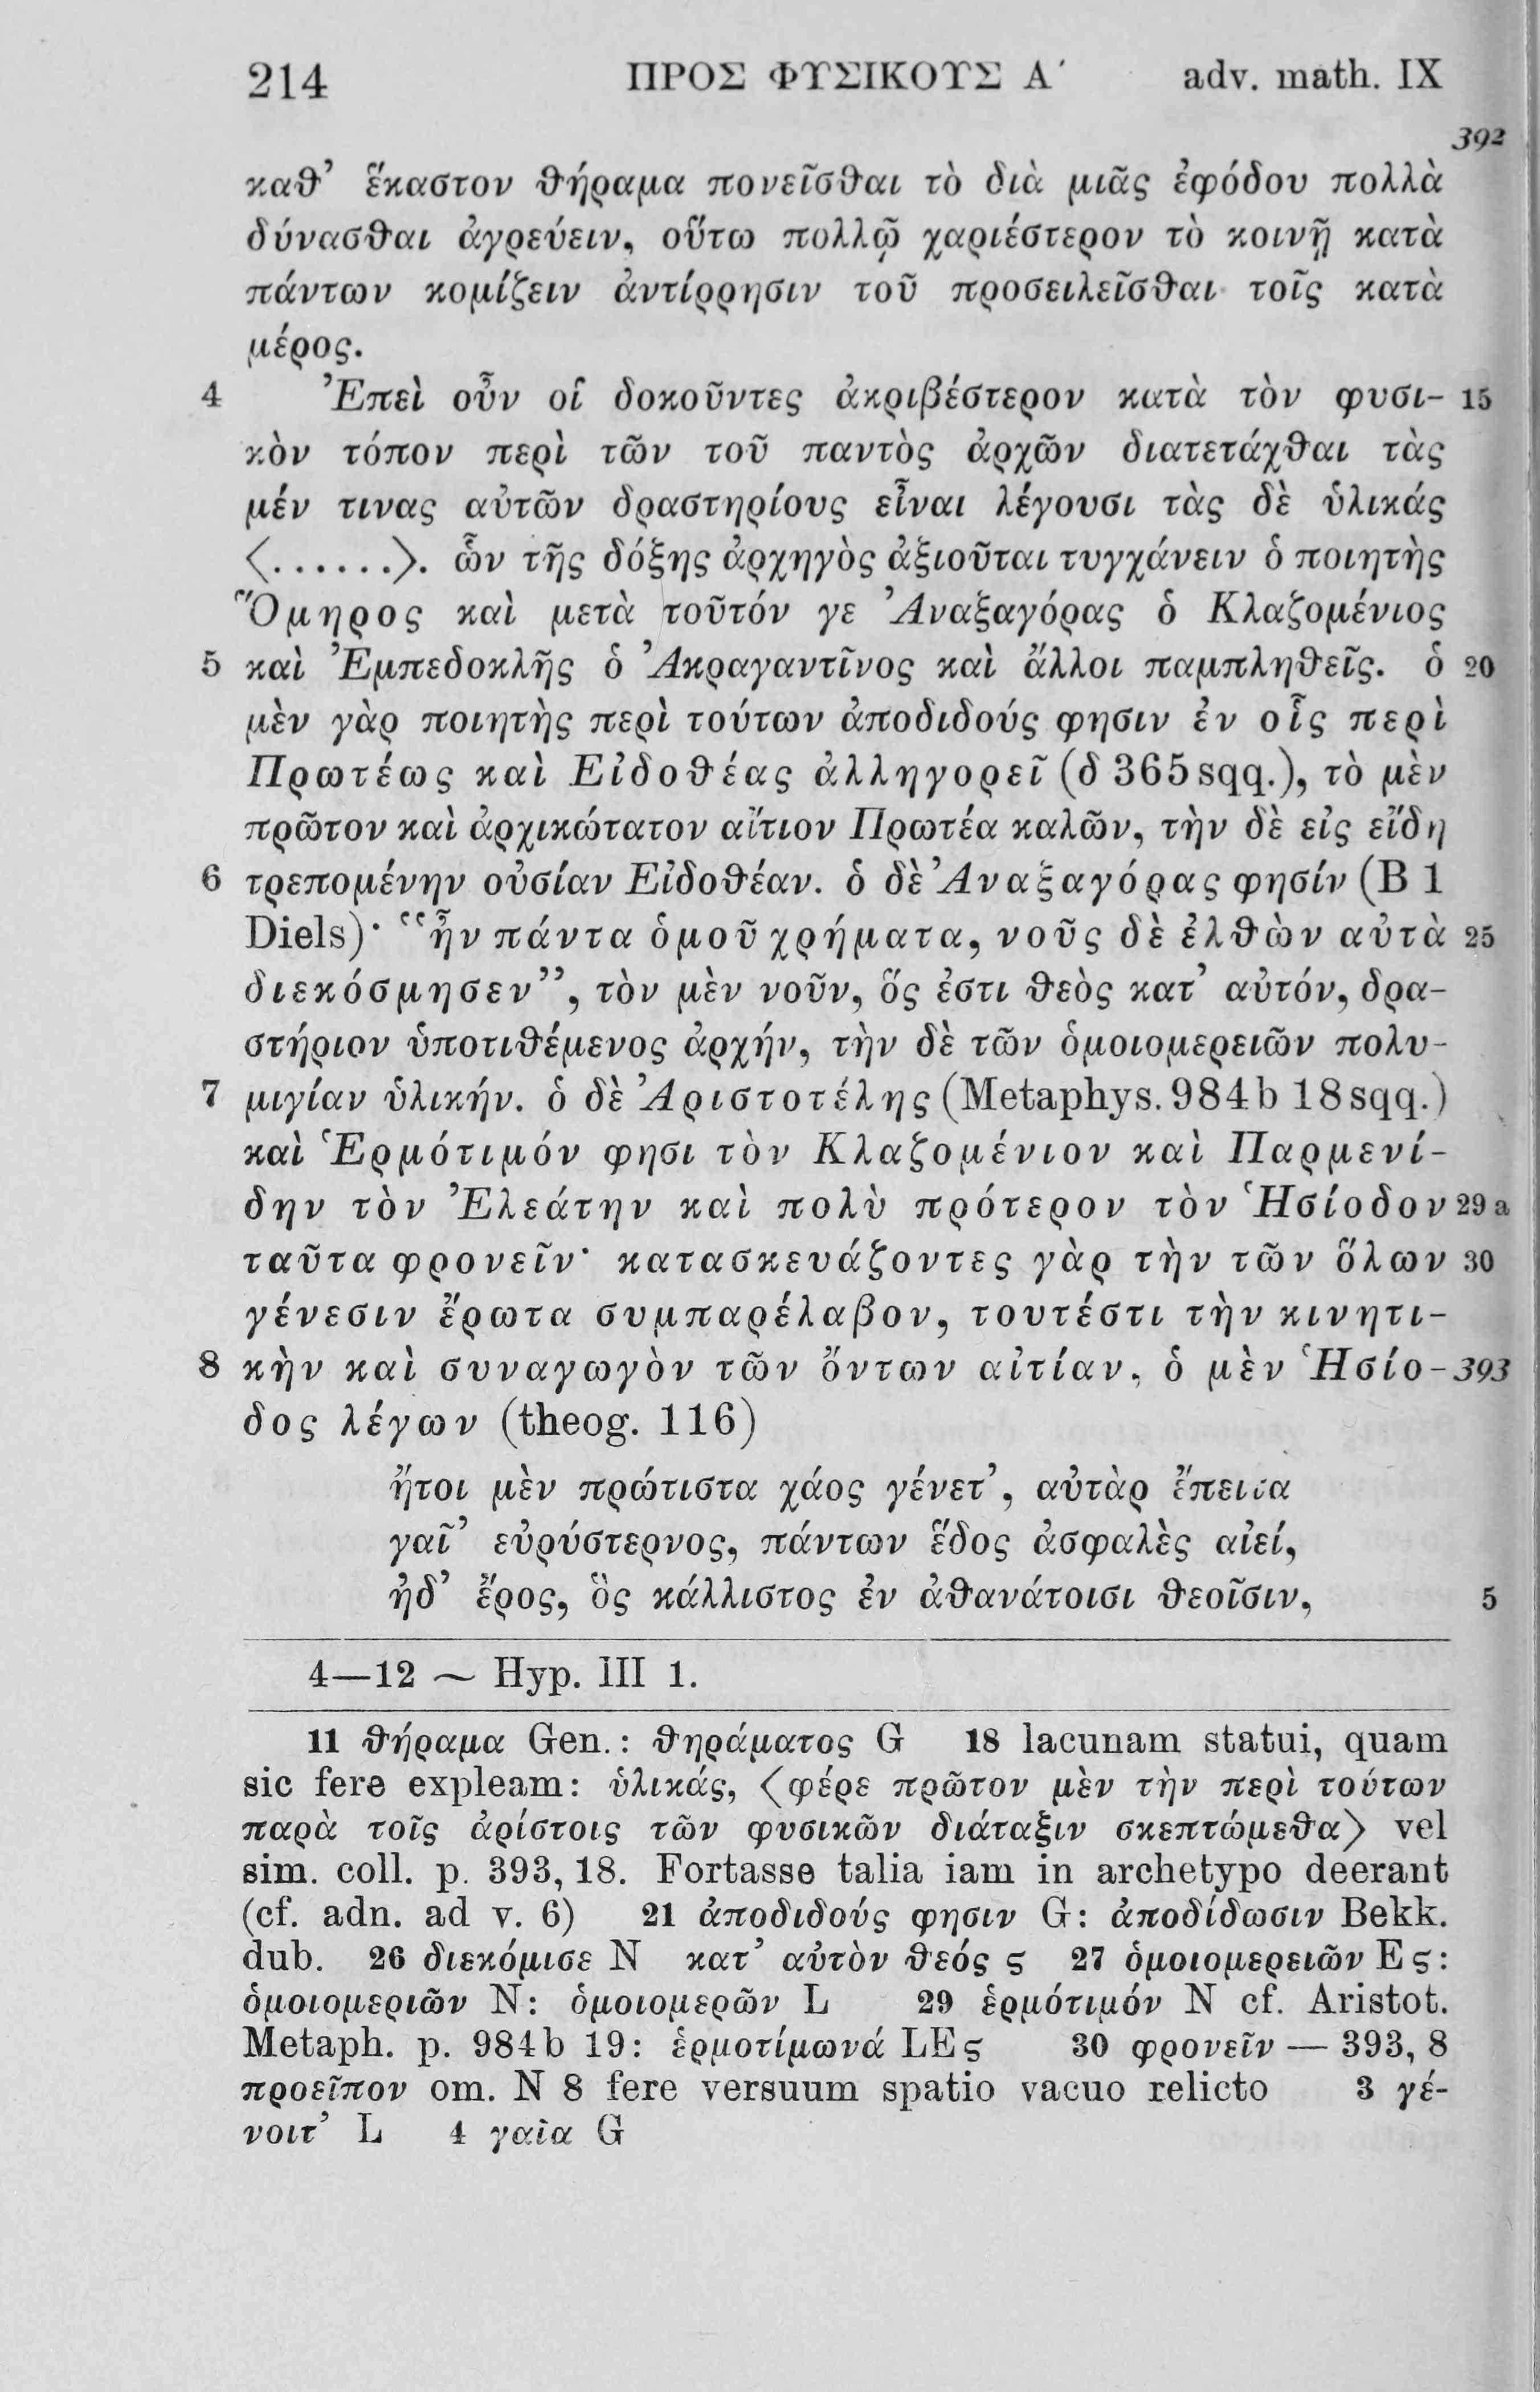 214 ΠΡΟΣ ΦΥΣΙΚΟΥΣ Α΄ adv. math. IX
392
καθ’ ἕκαστον θήραμα πονεῖσθαι τὸ διὰ μιᾶς ἐφόδου πολλὰ
δύνασθαι ἀγρεύειν, οὕτω πολλῷ χαριέστερον τὸ κοινῇ κατὰ
πάντων κομίζειν ἀντίρρησιν τοῦ προσειλεῖσθαι τοῖς κατὰ
μέρος.
4 Ἐπεὶ οὖν οἱ δοκοῦντες ἀκριβέστερον κατὰ τὸν φυσι- 15
κὸν τόπον περὶ τῶν τοῦ παντὸς ἀρχῶν διατετάχθαι τὰς
μέν τινας αὐτῶν δραστηρίους εἶναι λέγουσι τὰς δὲ ὑλικάς
<......>. ὧν τῆς δόξης ἀρχηγὸς ἀξιοῦται τυγχάνειν ὁ ποιητὴς
Ὅμηρος καὶ μετὰ τοῦτόν γε Ἀναξαγόρας ὁ Κλαζομένιος
5 καὶ Ἐμπεδοκλῆς ὁ Ἀκραγαντῖνος καὶ ἄλλοι παμπληθεῖς. ὁ 20
μὲν γὰρ ποιητὴς περὶ τούτων ἀποδιδούς φησιν ἐν οἷς περὶ
Πρωτέως καὶ Εἰδοθέας ἀλληγορεῖ (δ 365 sqq.), τὸ μὲν
πρῶτον καὶ ἀρχικώτατον αἴτιον Πρωτέα καλῶν, τὴν δὲ εἰς εἴδη
6 τρεπομένην οὐσίαν Εἰδοθέαν. ὁ δὲ Ἀναξαγόρας φησίν (B 1
Diels)· “ἦν πάντα ὁμοῦ χρήματα, νοῦς δὲ ἐλθὼν αὐτὰ 25
διεκόσμησεν”, τὸν μὲν νοῦν, ὅς ἐστι θεὸς κατ’ αὐτόν, δρα-
στήριον ὑποτιθέμενος ἀρχήν, τὴν δὲ τῶν ὁμοιομερειῶν πολυ-
7 μιγίαν ὑλικήν. ὁ δὲ Ἀριστοτέλης (Metaphys. 984b 18 sqq.)
καὶ Ἑρμότιμόν φησι τὸν Κλαζομένιον καὶ Παρμενί-
δην τὸν Ἐλεάτην καὶ πολὺ πρότερον τὸν Ἡσίοδον 29 a
ταῦτα φρονεῖν· κατασκευάζοντες γὰρ τὴν τῶν ὅλων 30
γένεσιν ἔρωτα συμπαρέλαβον, τουτέστι τὴν κινητι-
8 κὴν καὶ συναγωγὸν τῶν ὄντων αἰτίαν, ὁ μὲν Ἡσίο- 393
δος λέγων (theog. 116)
ἤτοι μὲν πρώτιστα χάος γένετ’, αὐτὰρ ἔπειτα
γαῖ’ εὐρύστερνος, πάντων ἕδος ἀσφαλὲς αἰεί,
ἠδ’ ἔρος, ὃς κάλλιστος ἐν ἀθανάτοισι θεοῖσιν, 5
4—12 ~ Hyp. III 1.
11 θήραμα Gen.: θηράματος G 18 lacunam statui, quam
sic fere expleam: ὑλικάς, <φέρε πρῶτον μὲν τὴν περὶ τούτων
παρὰ τοῖς ἀρίστοις τῶν φυσικῶν διάταξιν σκεπτώμεθα> vel
sim. coll. p. 393, 18. Fortasse talia iam in archetypo deerant
(cf. adn. ad v. 6) 21 ἀποδιδούς φησιν G: ἀποδίδωσιν Bekk.
dub. 26 διεκόμισε N κατ’ αὐτὸν θεός ς 27 ὁμοιομερειῶν E ς:
ὁμοιομεριῶν N: ὁμοιομερῶν L 29 ἑρμότιμόν N cf. Aristot.
Metaph. p. 984b 19: ἑρμοτίμωνά LE ς 30 φρονεῖν — 393, 8
προεῖπον om. N 8 fere versuum spatio vacuo relicto 3 γέ-
νοιτ’ L 4 γαῖα G